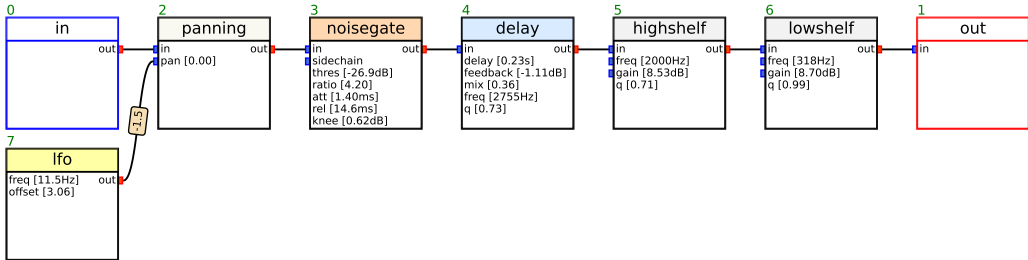 0
in
out
2
panning
in out
pan [0.00]
3
noisegate
in out
sidechain
thres [-26.9dB]
ratio [4.20]
att [1.40ms]
rel [14.6ms]
knee [0.62dB]
4
delay
in out
delay [0.23s]
feedback [-1.11dB]
mix [0.36]
freq [2755Hz]
q [0.73]
5
highshelf
in out
freq [2000Hz]
gain [8.53dB]
q [0.71]
6
lowshelf
in out
freq [318Hz]
gain [8.70dB]
q [0.99]
1
out
in
-1.5
7
lfo
freq [11.5Hz] out
offset [3.06]